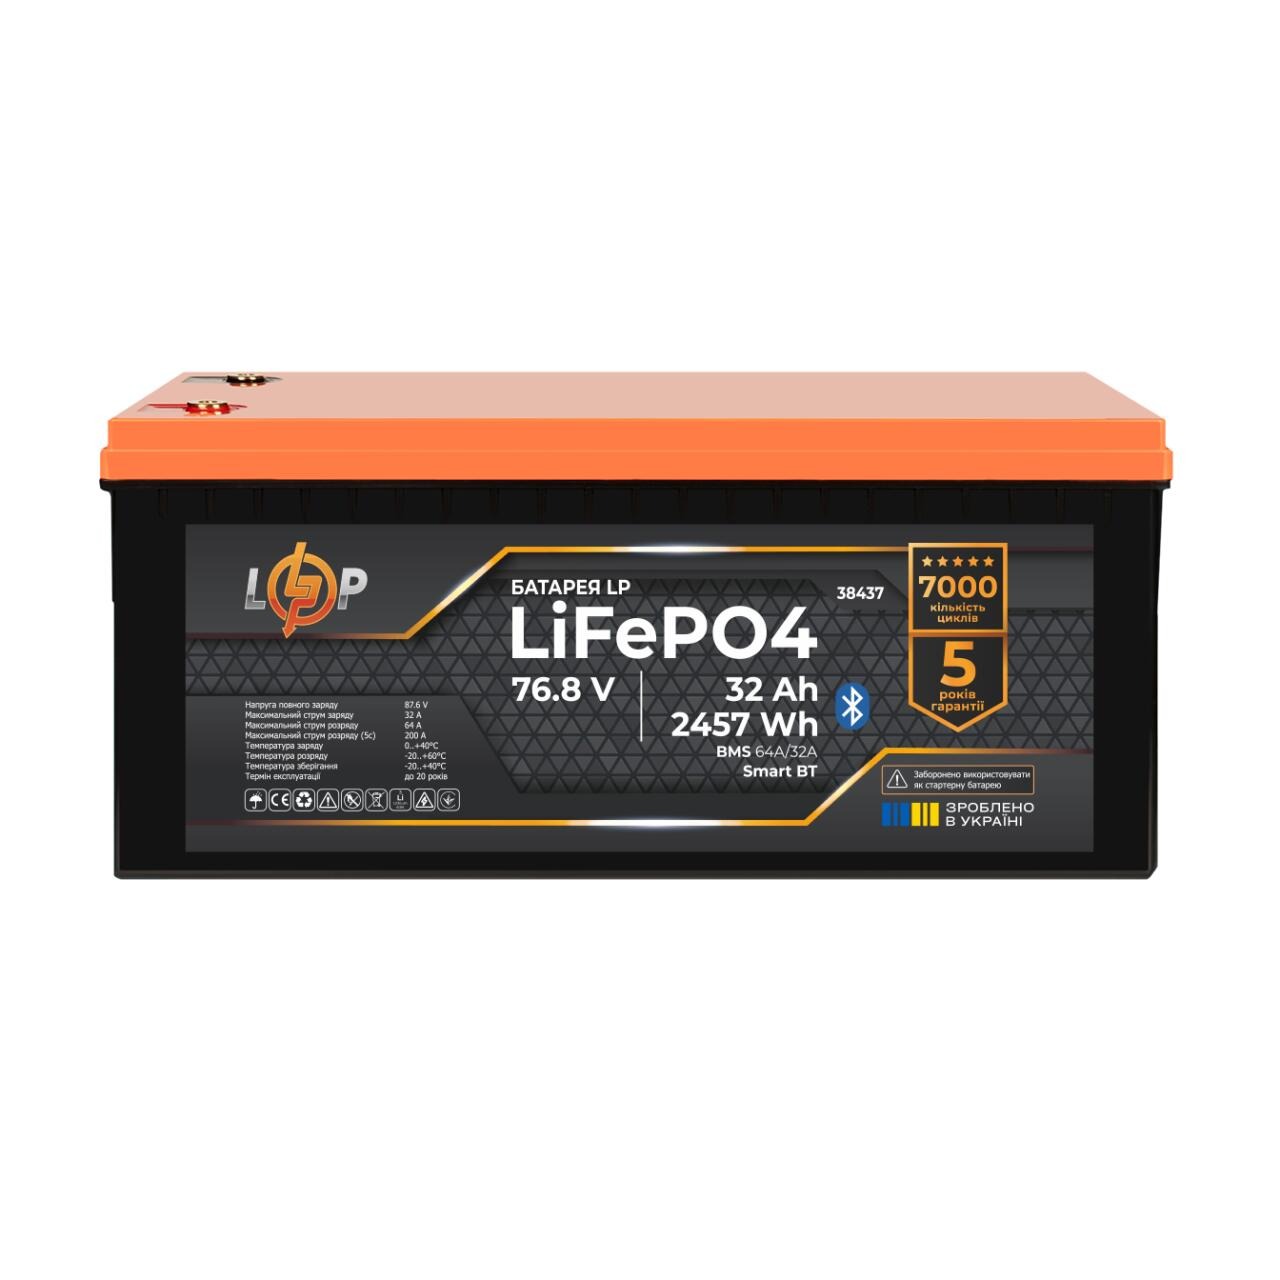 LP
БАТАРЕЯ LP
38437
LiFePO4
76.8 V
32 Ah
2457 Wh
BMS 64A/32A
Smart BT
7000
кількість
циклів
5
років
гарантії
Напруга повного заряду 87.6 V
Максимальний струм заряду 32 A
Максимальний струм розряду 64 A
Максимальний струм розряду (5с) 200 A
Температура заряду 0..+40°C
Температура розряду -20..+60°C
Температура зберігання -20..+40°C
Термін експлуатації до 20 років
CE
Li
Заборонено використовувати
як стартерну батарею
ЗРОБЛЕНО
В УКРАЇНІ